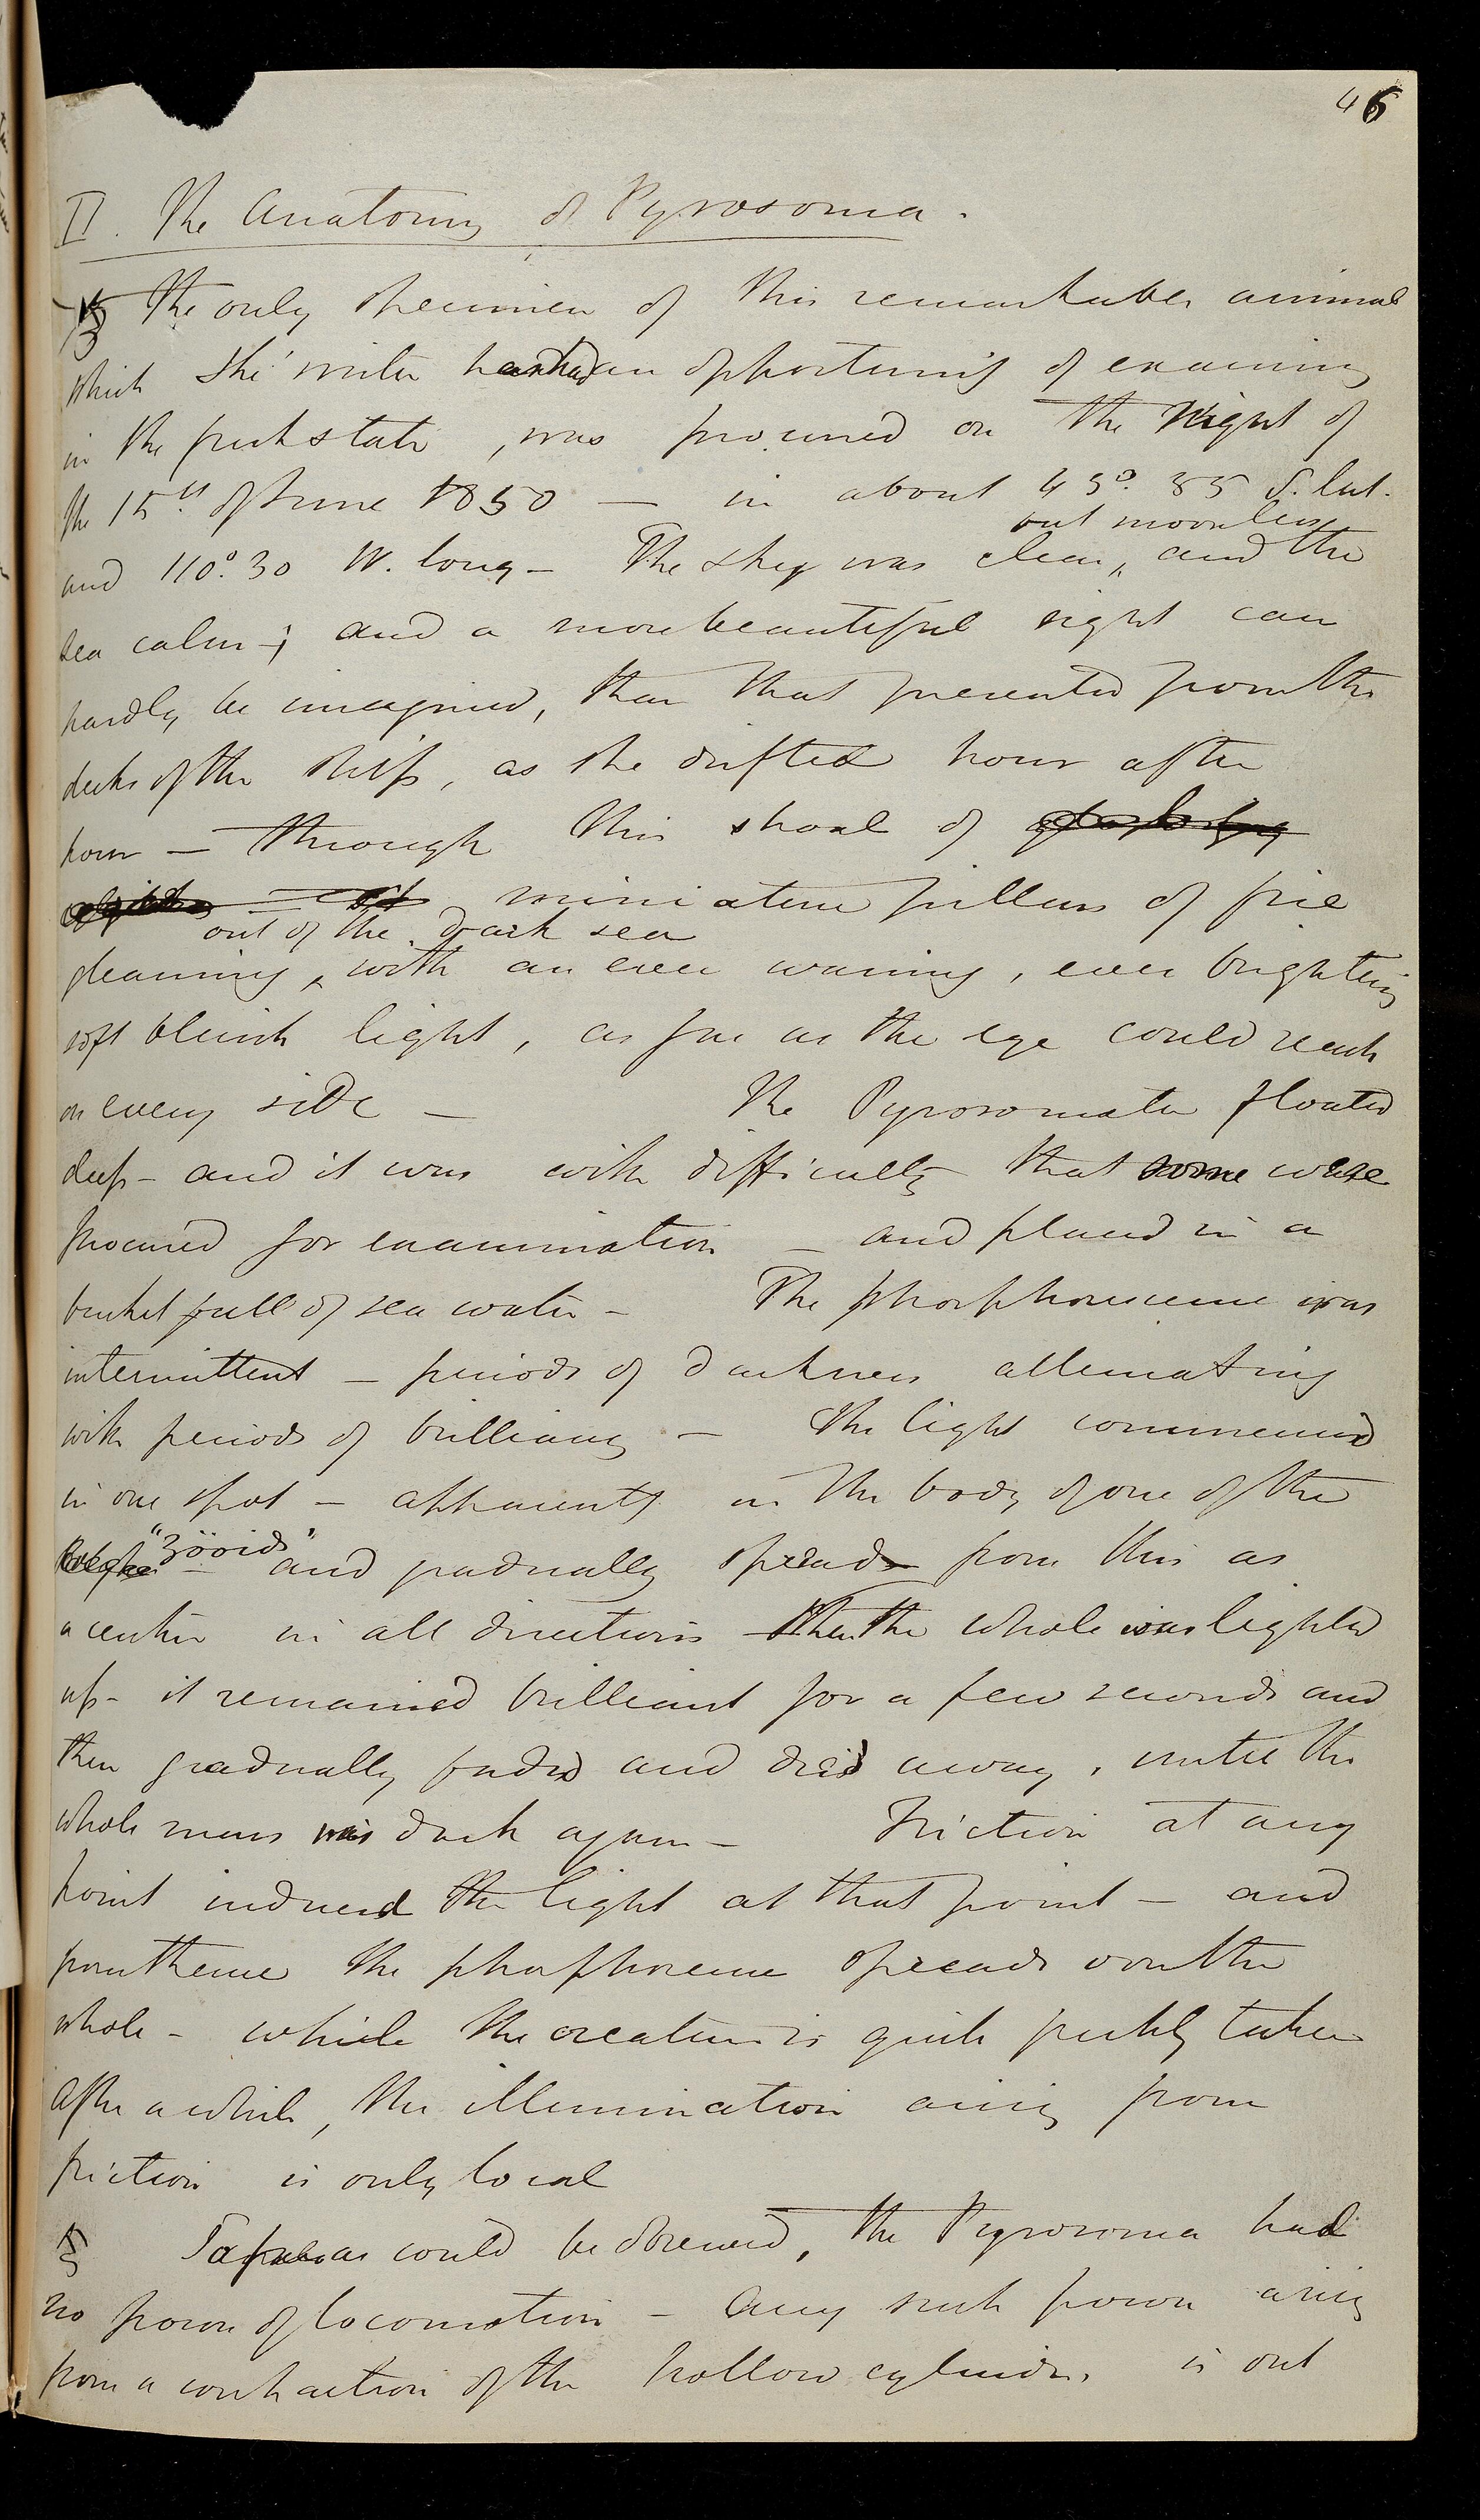 46
II. The Anatomy of Pyrosoma.
The only specimen of this remarkable animal
which the writer has had an opportunity of examining
in the fresh state, was procured on the Night of
the 15th of June 1850 — in about 43°. 35 S. lat.
but moonless
and 110°. 30 W. long — The sky was clear, and the
sea calm; and a more beautiful sight can
hardly be imagined, than that presented from the
decks of the ship, as she drifted hour after
hour — through this shoal of
miniature pillars of fire
out of the dark sea
gleaming with an ever waning, ever brightening
soft bluish light, as far as the eye could reach
on every side — The Pyrosomata floated
deep — and it was with difficulty that some were
procured for examination — and placed in a
bucket full of sea water — The phosphorescence was
intermittent — periods of darkness alternating
with periods of brilliancy — The light commenced
in one spot — apparently in the body of one of the
"zöoids" — and gradually spread from this as
a centre in all directions then the whole was lighted
up — it remained brilliant for a few seconds and
then gradually faded and died away, until the
whole mass was dark again — Friction at any
point induced the light at that point — and
from thence the phosphorescence spreads over the
whole — while the creature is quite freshly taken
After a while, the illumination arising from
friction is only local
So far as could be observed, the Pyrosoma had
no power of locomotion — Any such power arising
from a contraction of the hollow cylinder, is out